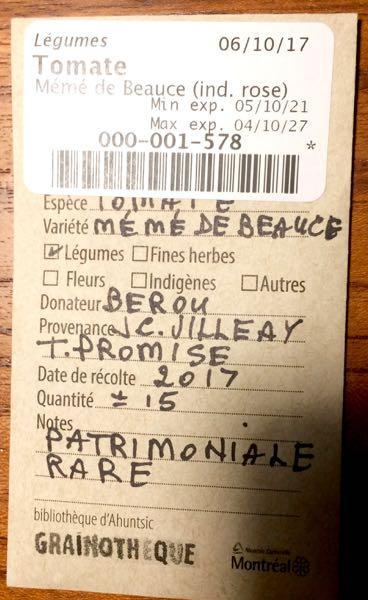 Légumes 06/10/17
Tomate
Mémé de Beauce (ind. rose)
Min exp. 05/10/21
Max exp. 04/10/27
000-001-578 *
Espèce TOMATE
Variété MÉMÉ DE BEAUCE
☑ Légumes ☐ Fines herbes
☐ Fleurs ☐ Indigènes ☐ Autres
Donateur BEROU
Provenance J.C. JILLEAY
T. PROMISE
Date de récolte 2017
Quantité ± 15
Notes
PATRIMONIALE
RARE
bibliothèque d'Ahuntsic
GRAINOTHEQUE
Montréal